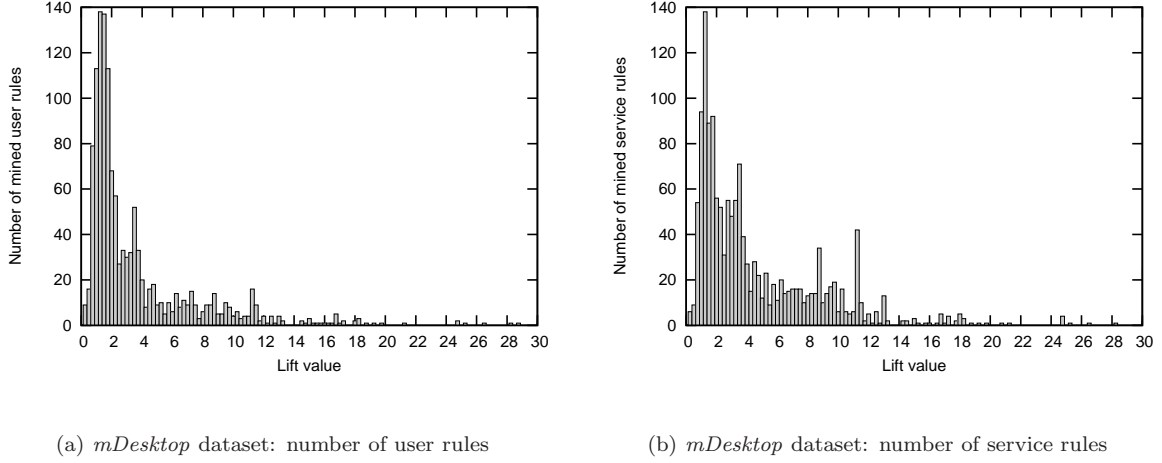 140
120
100
80
60
40
20
0
0 2 4 6 8 10 12 14 16 18 20 22 24 26 28 30
Number of mined user rules
Lift value
(a) mDesktop dataset: number of user rules
140
120
100
80
60
40
20
0
0 2 4 6 8 10 12 14 16 18 20 22 24 26 28 30
Number of mined service rules
Lift value
(b) mDesktop dataset: number of service rules